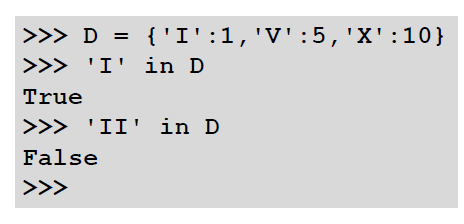 >>> D = {'I':1,'V':5,'X':10}
>>> 'I' in D
True
>>> 'II' in D
False
>>>